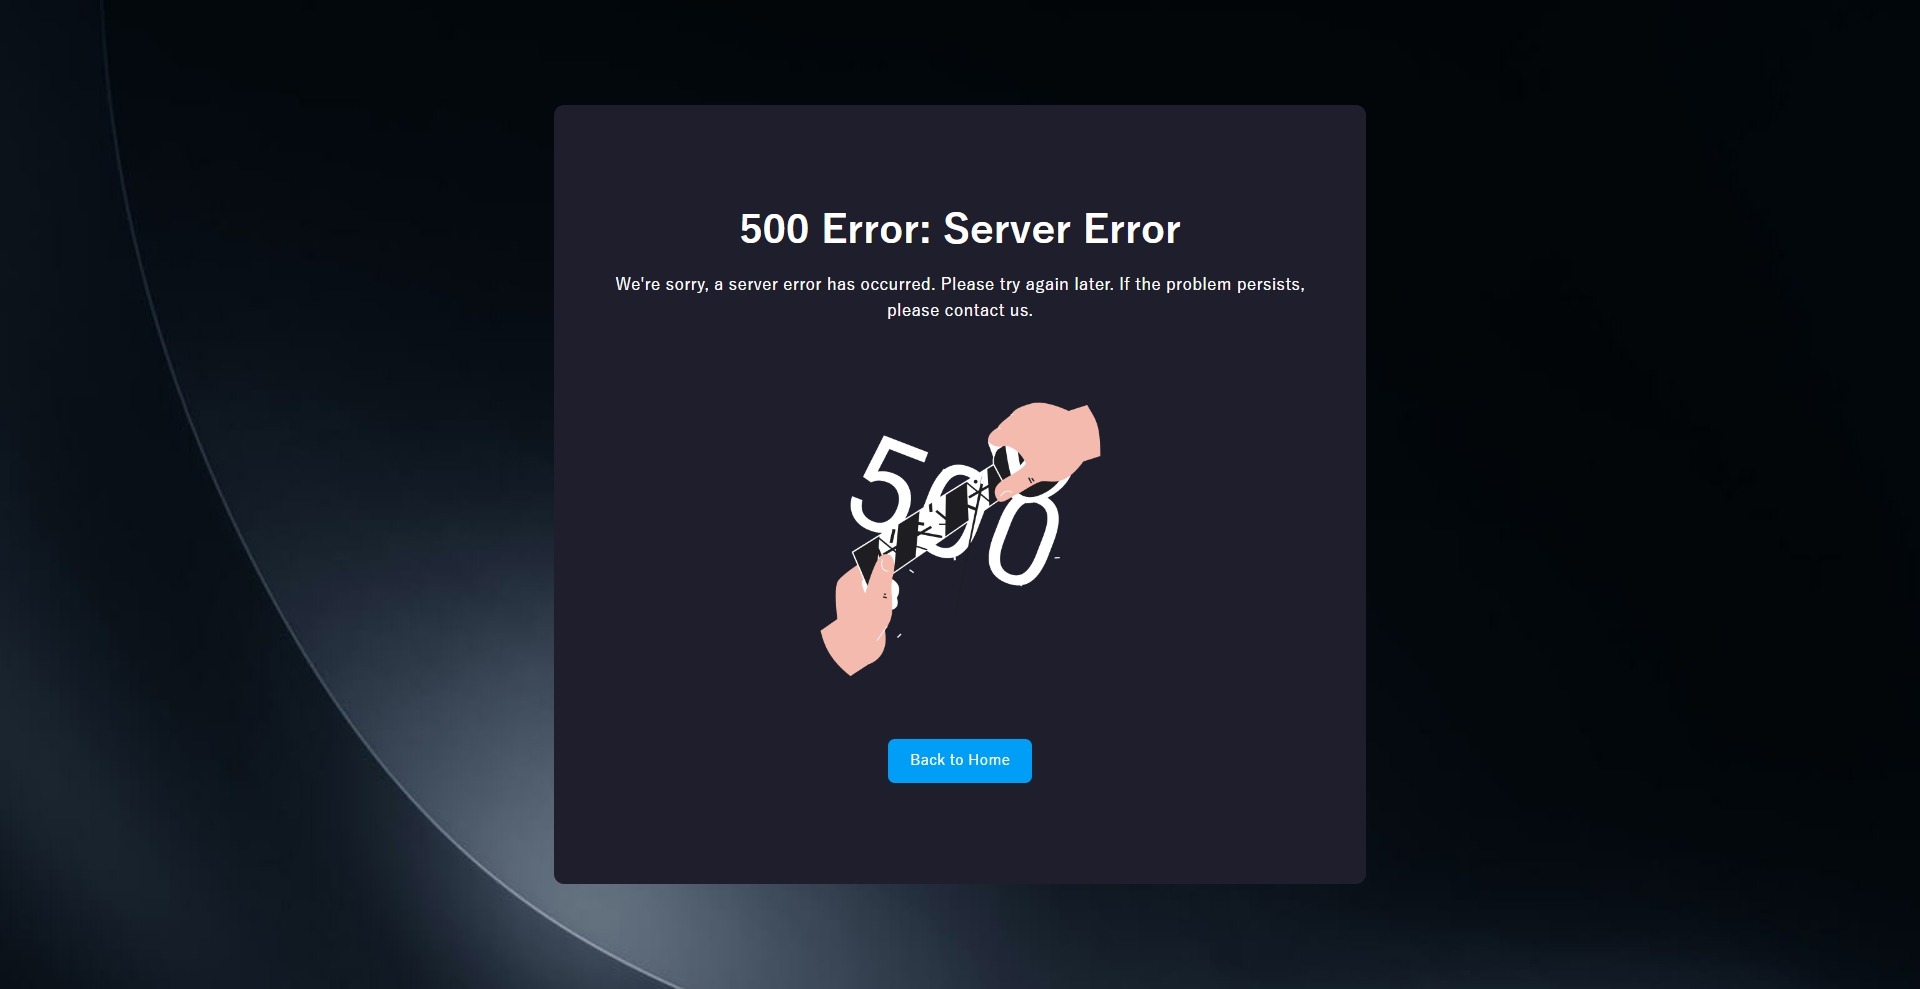 500 Error: Server Error
We're sorry, a server error has occurred. Please try again later. If the problem persists,
please contact us.
500
Back to Home